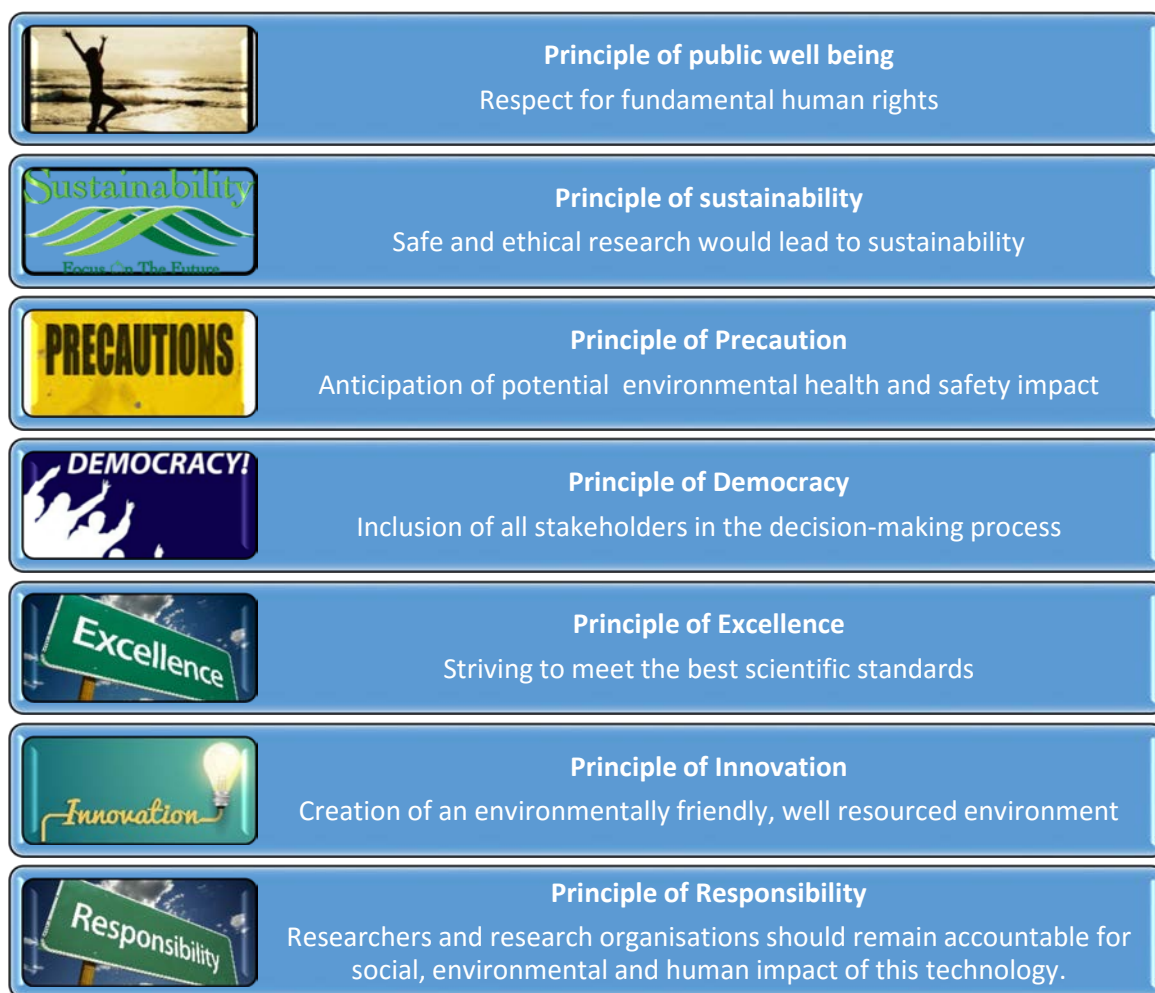 Principle of public well being
Respect for fundamental human rights
Sustainability
Focus On The Future
Principle of sustainability
Safe and ethical research would lead to sustainability
PRECAUTIONS
Principle of Precaution
Anticipation of potential environmental health and safety impact
DEMOCRACY!
Principle of Democracy
Inclusion of all stakeholders in the decision-making process
Excellence
Principle of Excellence
Striving to meet the best scientific standards
Innovation
Principle of Innovation
Creation of an environmentally friendly, well resourced environment
Responsibility
Principle of Responsibility
Researchers and research organisations should remain accountable for
social, environmental and human impact of this technology.